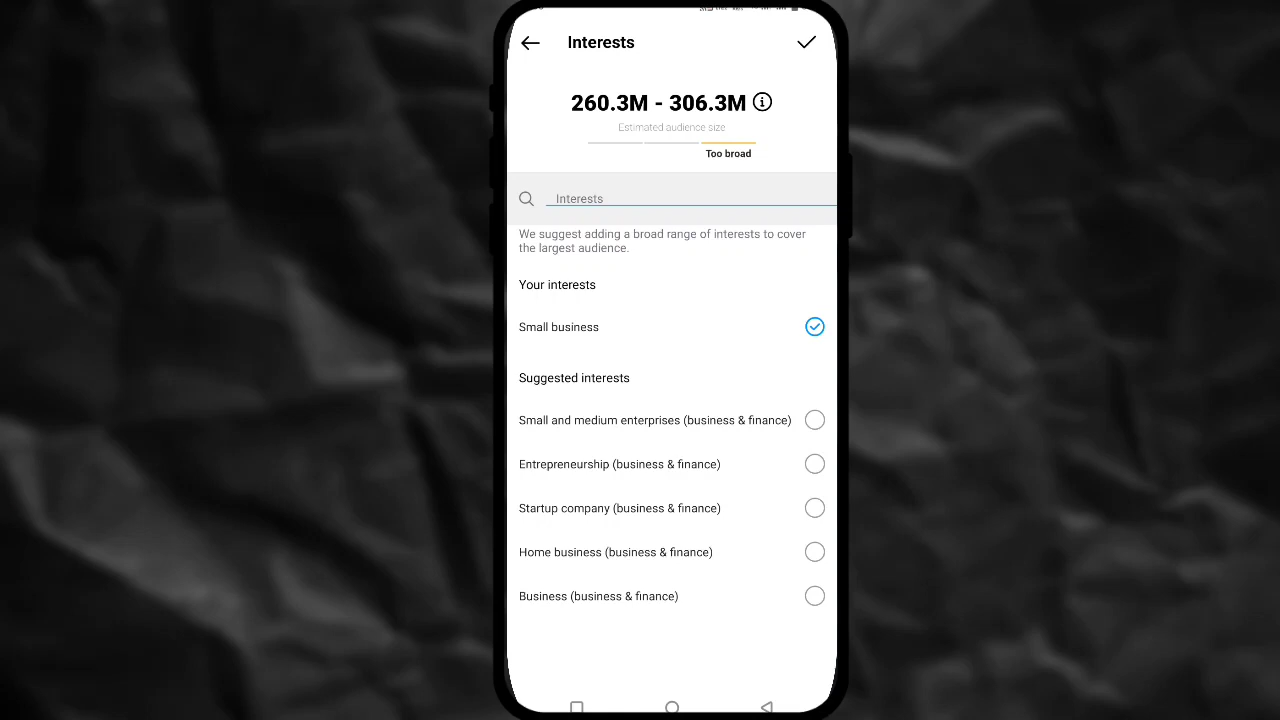 Interests
260.3M - 306.3M
Estimated audience size
Too broad
Interests
We suggest adding a broad range of interests to cover
the largest audience.
Your interests
Small business
Suggested interests
Small and medium enterprises (business & finance)
Entrepreneurship (business & finance)
Startup company (business & finance)
Home business (business & finance)
Business (business & finance)